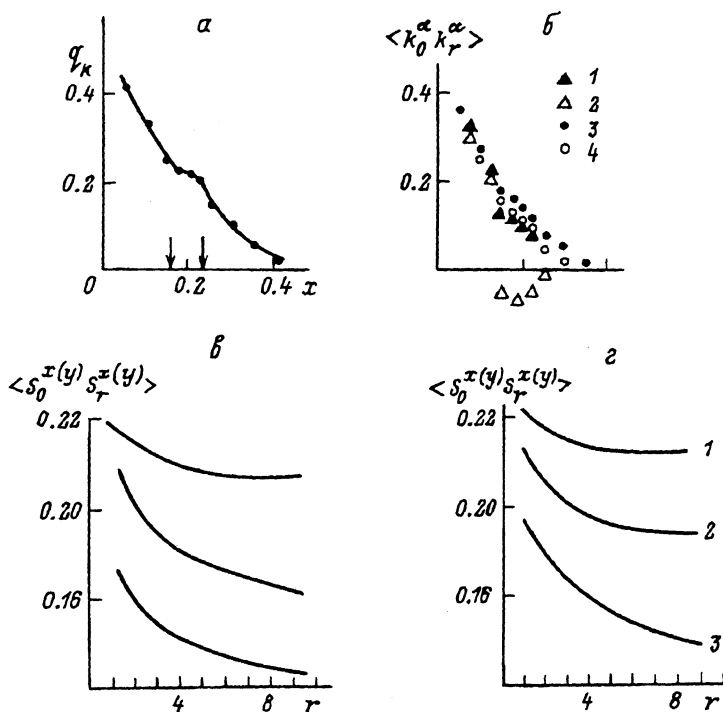 а
q_к
0.4
0.2
0 0.2 0.4 x
б
<k_0^α k_r^α>
0.4
0.2
▲ 1
△ 2
• 3
○ 4
в
<s_0^{x(y)} s_r^{x(y)}>
0.22
0.20
0.16
4 8 r
г
<s_0^{x(y)} s_r^{x(y)}>
0.22
0.20
0.16
1
2
3
4 8 r